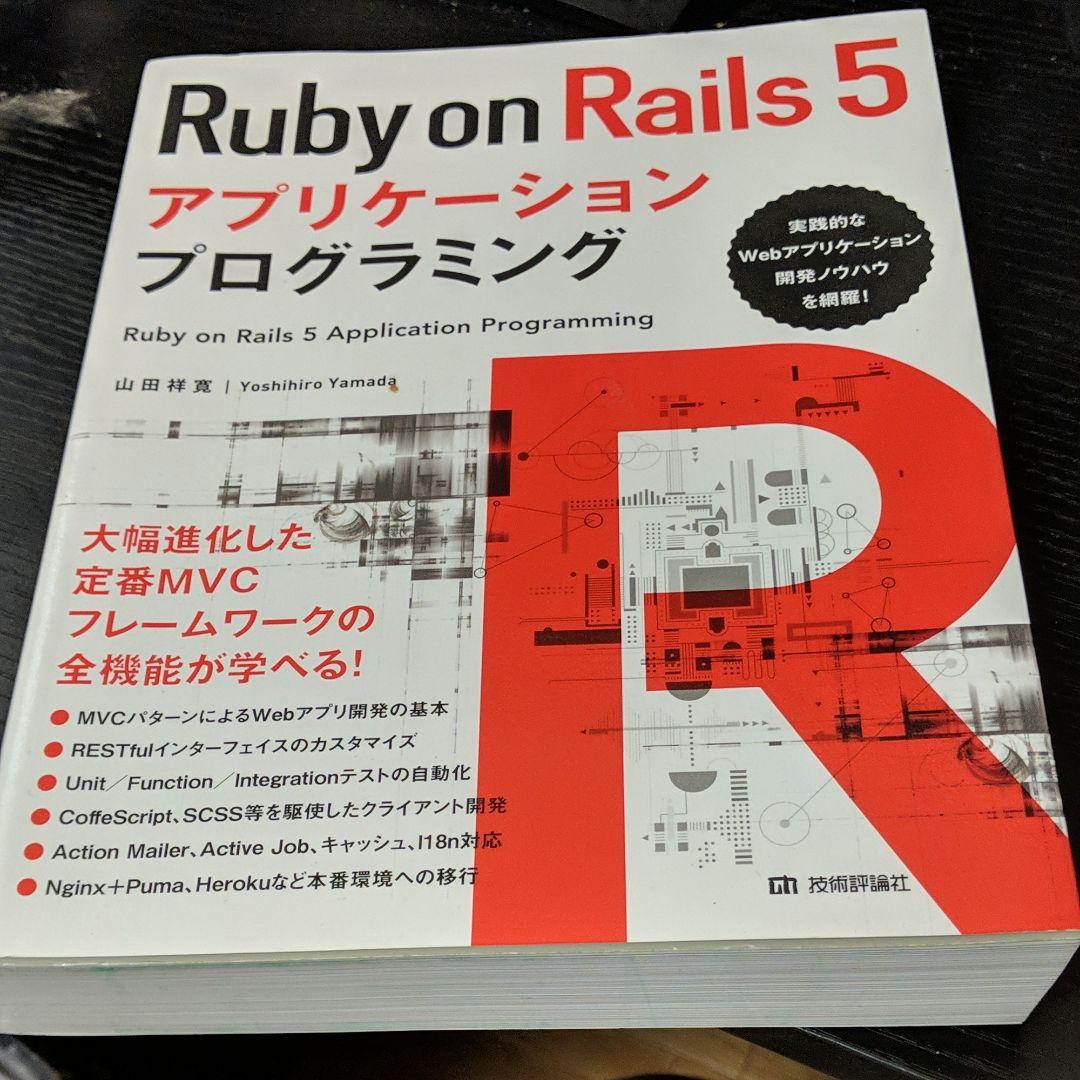 Ruby on Rails 5
アプリケーション
プログラミング
実践的な
Webアプリケーション
開発ノウハウ
を網羅!
Ruby on Rails 5 Application Programming
山田祥寛 | Yoshihiro Yamada
大幅進化した
定番MVC
フレームワークの
全機能が学べる!
● MVCパターンによるWebアプリ開発の基本
● RESTfulインターフェイスのカスタマイズ
● Unit／Function／Integrationテストの自動化
● CoffeScript、SCSS等を駆使したクライアント開発
● Action Mailer、Active Job、キャッシュ、I18n対応
● Nginx+Puma、Herokuなど本番環境への移行
技術評論社